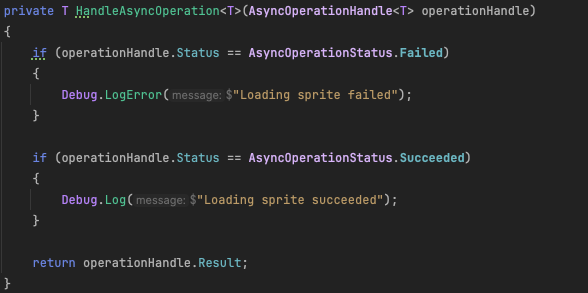 private T HandleAsyncOperation<T>(AsyncOperationHandle<T> operationHandle)
{
if (operationHandle.Status == AsyncOperationStatus.Failed)
{
Debug.LogError( message: $"Loading sprite failed");
}
if (operationHandle.Status == AsyncOperationStatus.Succeeded)
{
Debug.Log( message: $"Loading sprite succeeded");
}
return operationHandle.Result;
}